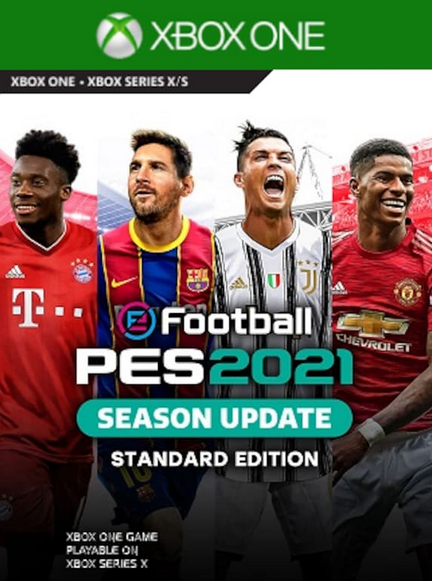 XBOX ONE
XBOX ONE • XBOX SERIES X/S
eFootball
PES2021
SEASON UPDATE
STANDARD EDITION
T
CHEVROLET
10
XBOX ONE GAME
PLAYABLE ON
XBOX SERIES X